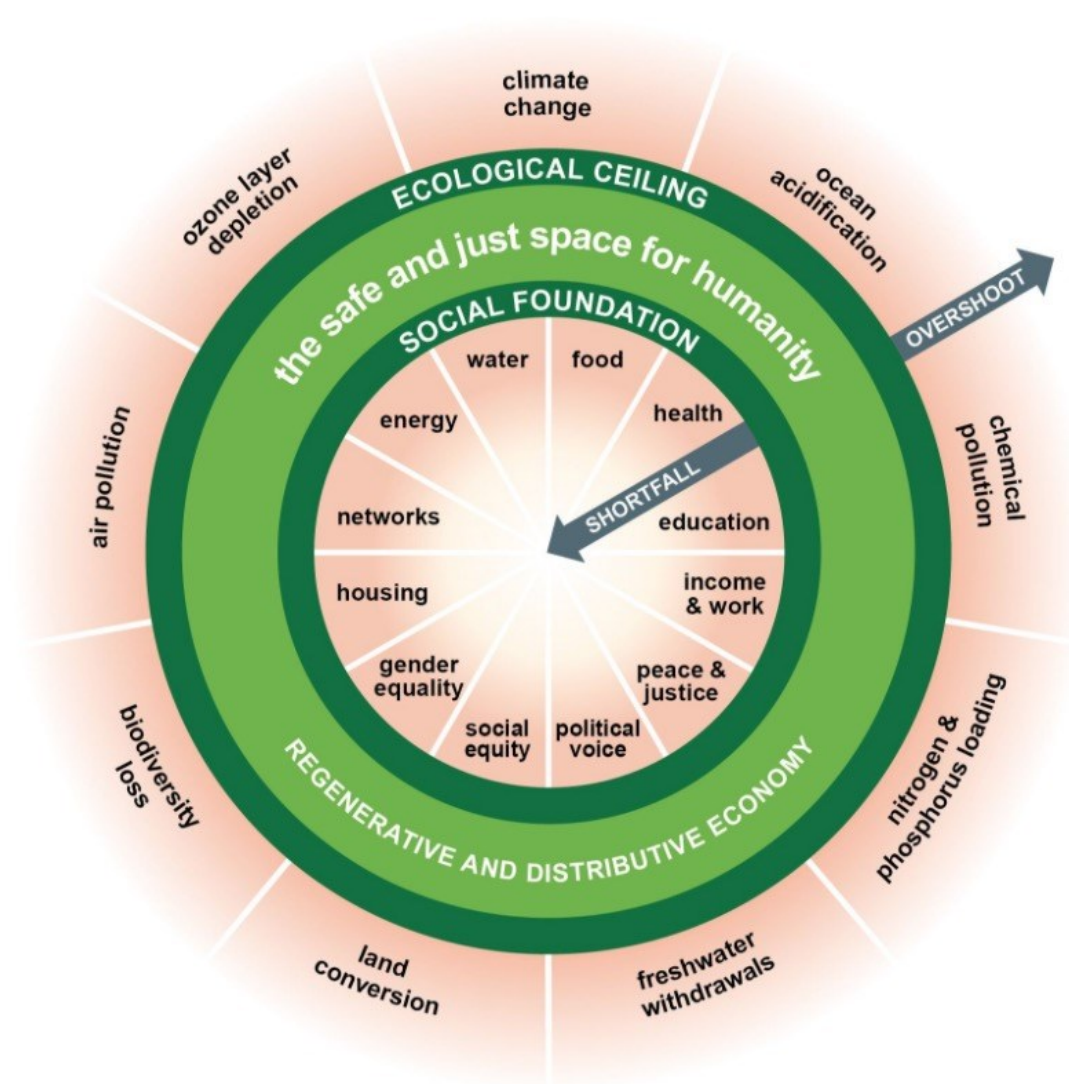 climate
change
ocean
acidification
OVERSHOOT
chemical
pollution
nitrogen &
phosphorus loading
freshwater
withdrawals
land
conversion
biodiversity
loss
air pollution
ozone layer
depletion
ECOLOGICAL CEILING
the safe and just space for humanity
SOCIAL FOUNDATION
water
food
health
SHORTFALL
education
income
& work
peace &
justice
political
voice
social
equity
gender
equality
housing
networks
energy
REGENERATIVE AND DISTRIBUTIVE ECONOMY